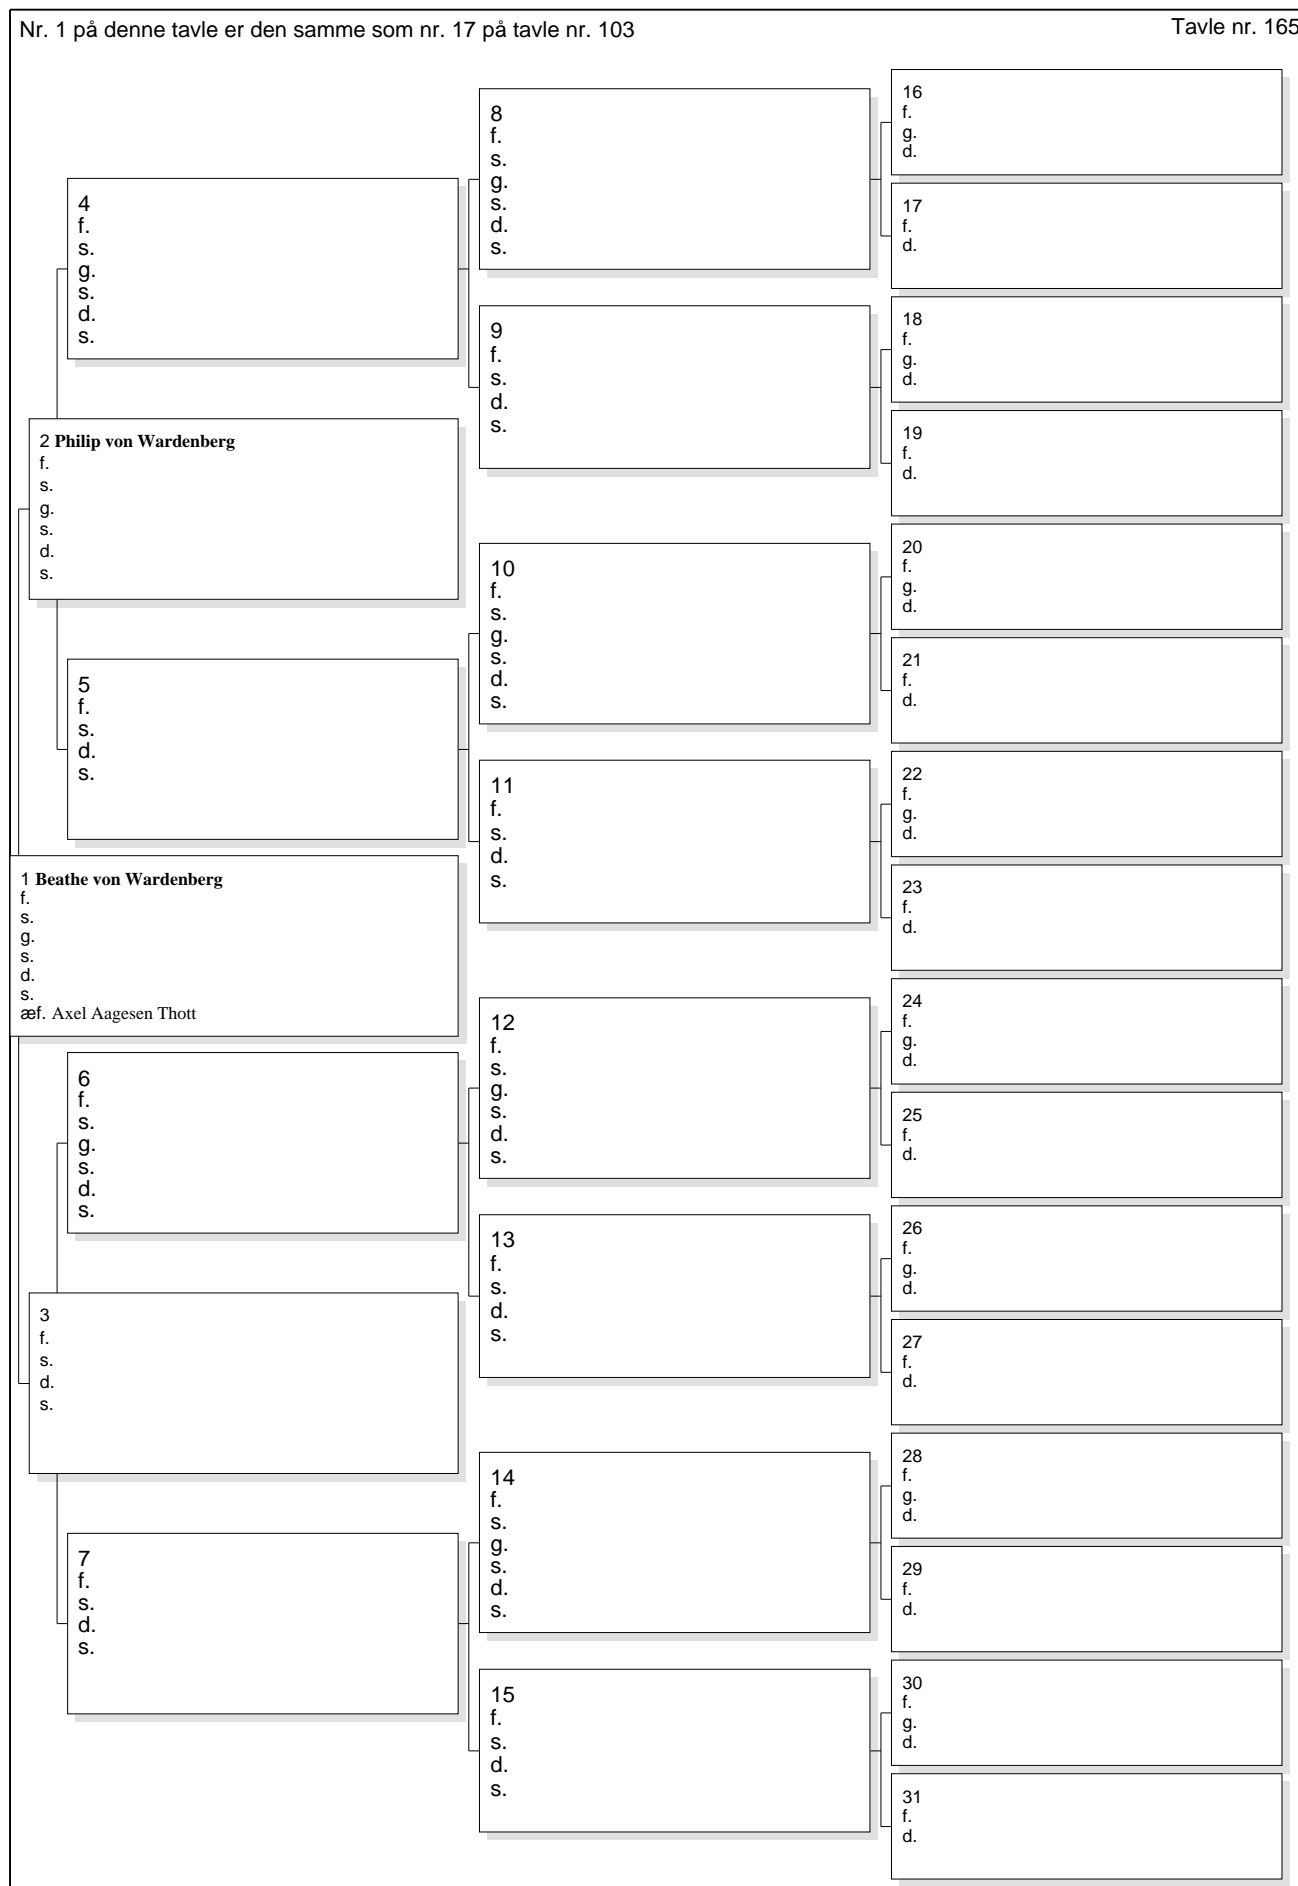 Nr. 1 på denne tavle er den samme som nr. 17 på tavle nr. 103
Tavle nr. 165
1 Beathe von Wardenberg
f.
s.
g.
s.
d.
s.
æf. Axel Aagesen Thott
2 Philip von Wardenberg
f.
s.
g.
s.
d.
s.
3
f.
s.
d.
s.
4
f.
s.
g.
s.
d.
s.
5
f.
s.
d.
s.
6
f.
s.
g.
s.
d.
s.
7
f.
s.
d.
s.
8
f.
s.
g.
s.
d.
s.
9
f.
s.
d.
s.
10
f.
s.
g.
s.
d.
s.
11
f.
s.
d.
s.
12
f.
s.
g.
s.
d.
s.
13
f.
s.
d.
s.
14
f.
s.
g.
s.
d.
s.
15
f.
s.
d.
s.
16
f.
g.
d.
17
f.
d.
18
f.
g.
d.
19
f.
d.
20
f.
g.
d.
21
f.
d.
22
f.
g.
d.
23
f.
d.
24
f.
g.
d.
25
f.
d.
26
f.
g.
d.
27
f.
d.
28
f.
g.
d.
29
f.
d.
30
f.
g.
d.
31
f.
d.